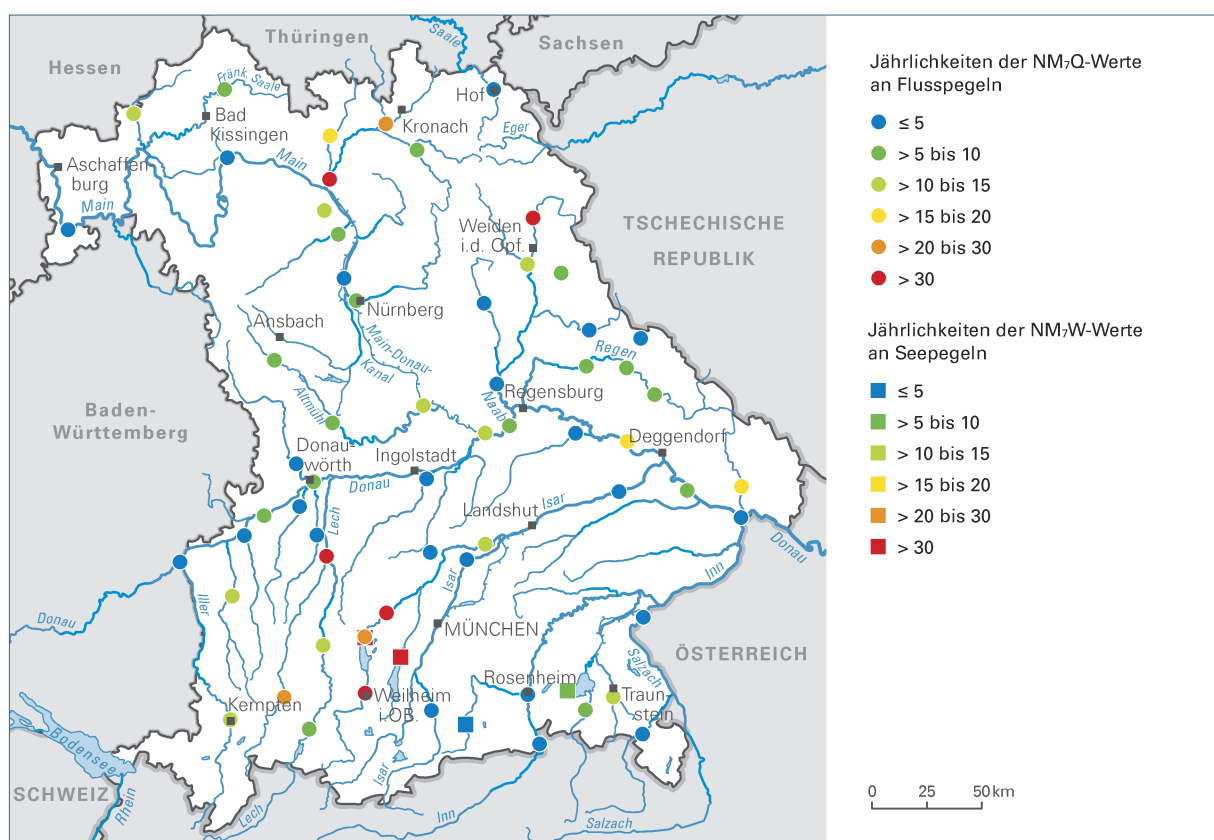 Thüringen
Saale
Sachsen
Hessen
Fränk. Saale
Hof
Bad
Kissingen
Kronach
Eger
Aschaffen
burg
Main
Main
Weiden
i.d. Opf.
TSCHECHISCHE
REPUBLIK
Nürnberg
Ansbach
Main-Donau-
Kanal
Regen
Altmühl
Naab
Regensburg
Baden-
Württemberg
Donau-
wörth
Ingolstadt
Deggendorf
Donau
Lech
Landshut
Isar
Donau
Isar
Inn
Iller
Donau
MÜNCHEN
ÖSTERREICH
Salzach
Rosenheim
Kempten
Weilheim
i.OB.
Traun-
stein
Bodensee
Isar
SCHWEIZ
Rhein
Lech
Inn
Salzach
Jährlichkeiten der NM₇Q-Werte
an Flusspegeln
≤ 5
> 5 bis 10
> 10 bis 15
> 15 bis 20
> 20 bis 30
> 30
Jährlichkeiten der NM₇W-Werte
an Seepegeln
≤ 5
> 5 bis 10
> 10 bis 15
> 15 bis 20
> 20 bis 30
> 30
0 25 50 km